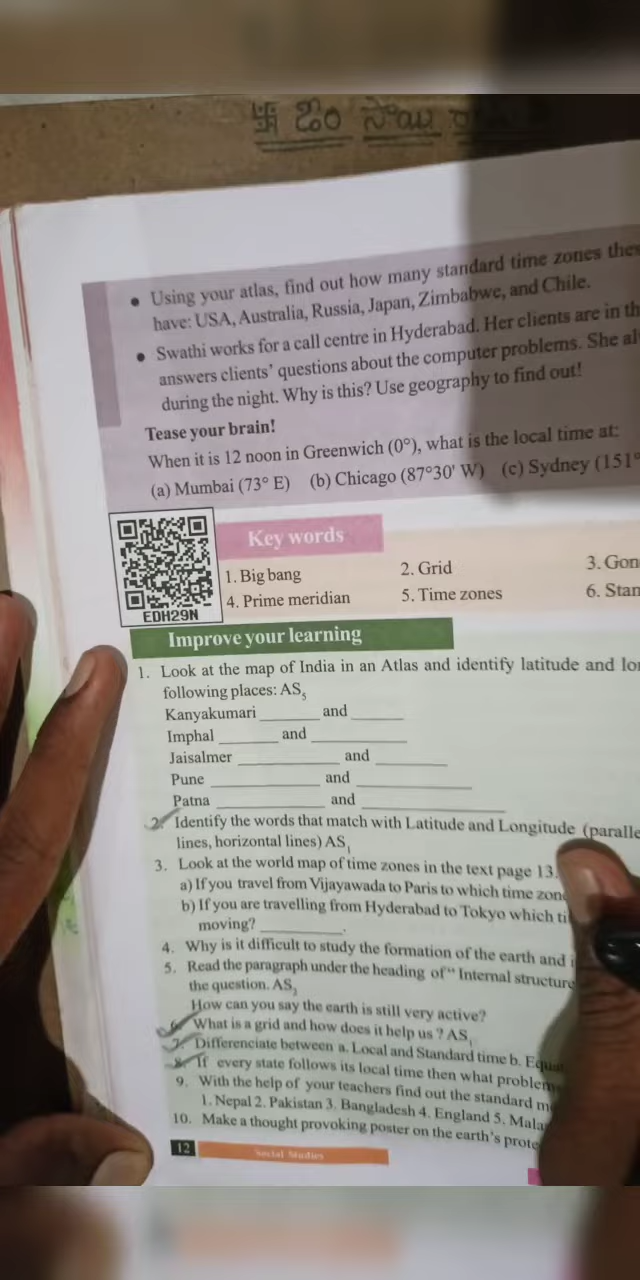 卐 ఓం సాయి
• Using your atlas, find out how many standard time zones
have: USA, Australia, Russia, Japan, Zimbabwe, and Chile.
• Swathi works for a call centre in Hyderabad. Her clients are in
answers clients' questions about the computer problems. She
during the night. Why is this? Use geography to find out!
Tease your brain!
When it is 12 noon in Greenwich (0°), what is the local time at:
(a) Mumbai (73° E) (b) Chicago (87°30' W) (c) Sydney (151°
EDH29N
Key words
1. Big bang 2. Grid 3.
4. Prime meridian 5. Time zones 6.
Improve your learning
1. Look at the map of India in an Atlas and identify latitude and
following places: AS₅
Kanyakumari ______ and ______
Imphal ______ and ______
Jaisalmer ______ and ______
Pune ______ and ______
Patna ______ and ______
2. Identify the words that match with Latitude and Longitude
lines, horizontal lines) AS₁
3. Look at the world map of time zones in the text page 13.
a) If you travel from Vijayawada to Paris to which time
b) If you are travelling from Hyderabad to Tokyo which
moving? ______.
4. Why is it difficult to study the formation of the earth and
5. Read the paragraph under the heading of “ Internal structure
the question. AS₂
How can you say the earth is still very active?
6. What is a grid and how does it help us ? AS₁
7. Differenciate between a. Local and Standard time b.
8. If every state follows its local time then what
9. With the help of your teachers find out the standard
1. Nepal 2. Pakistan 3. Bangladesh 4. England 5.
10. Make a thought provoking poster on the earth's
12 Social Studies